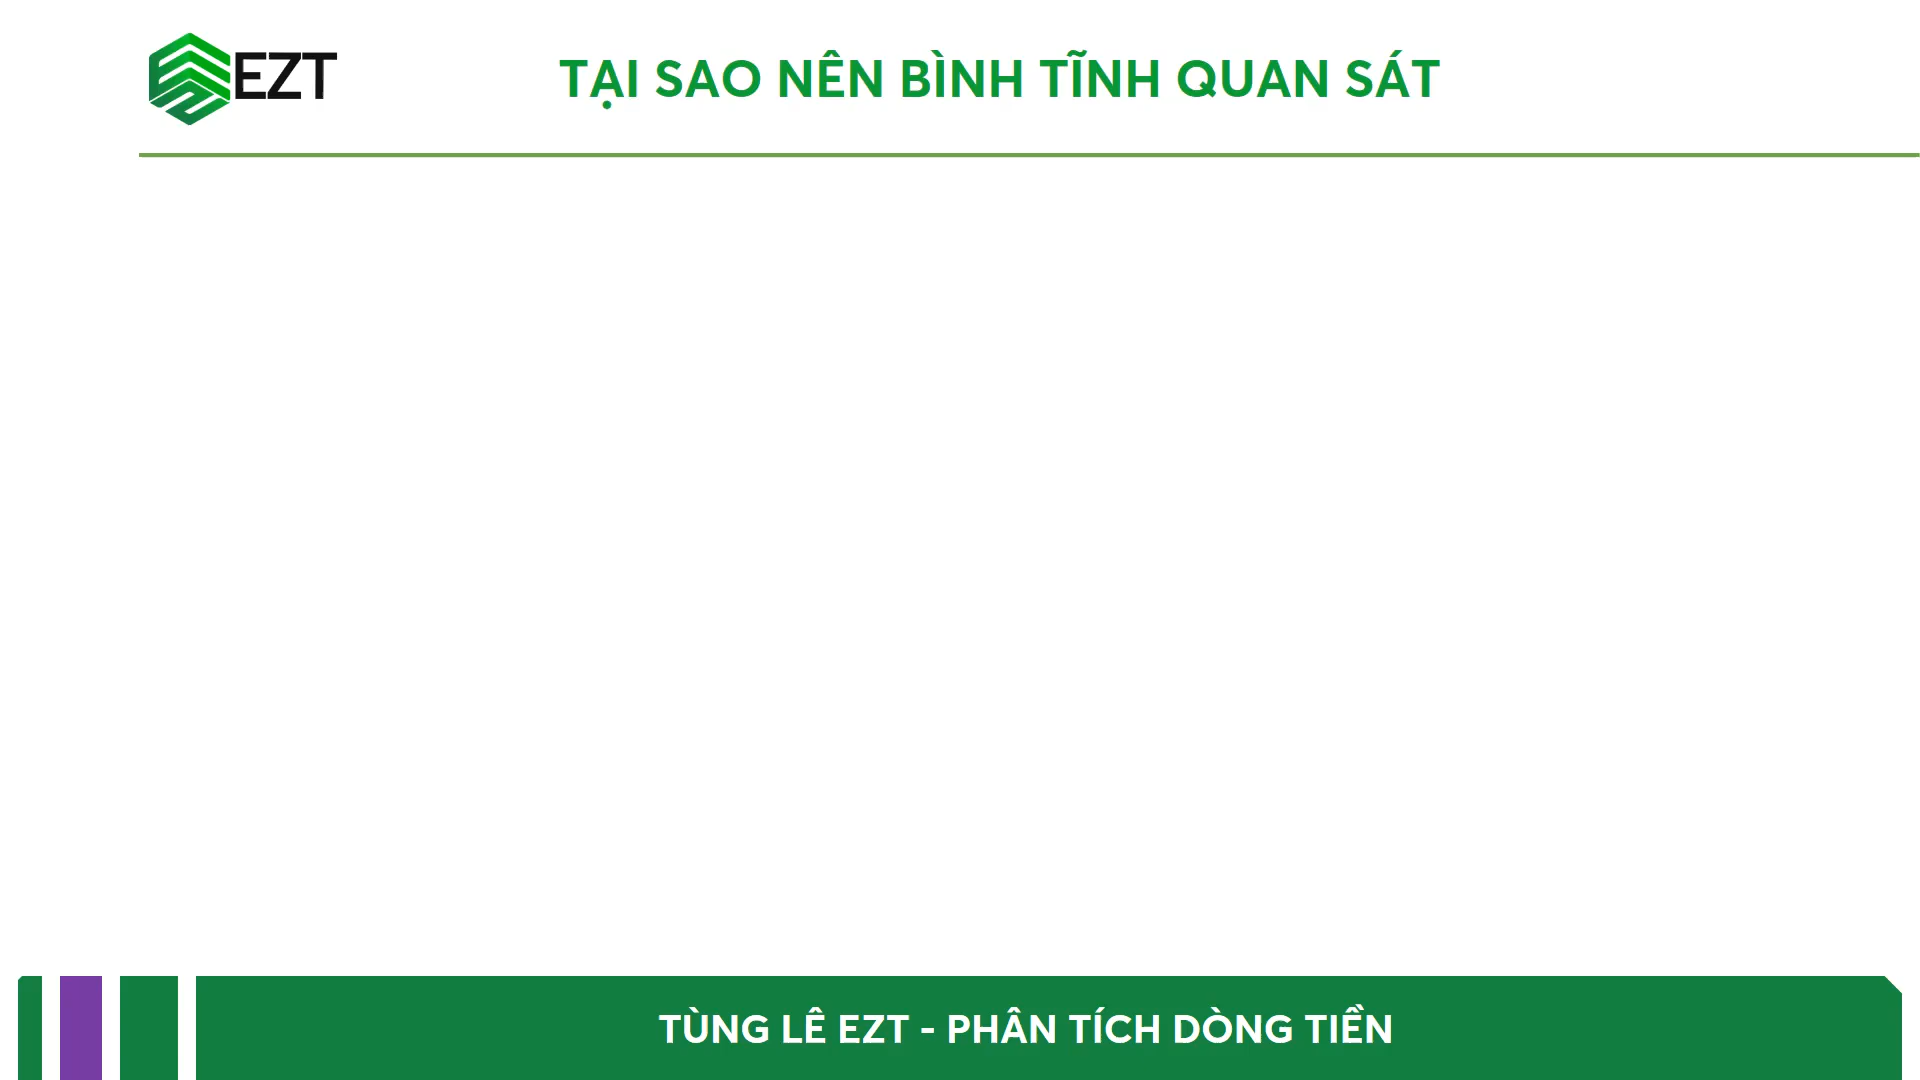 EZT
TẠI SAO NÊN BÌNH TĨNH QUAN SÁT
TÙNG LÊ EZT - PHÂN TÍCH DÒNG TIỀN